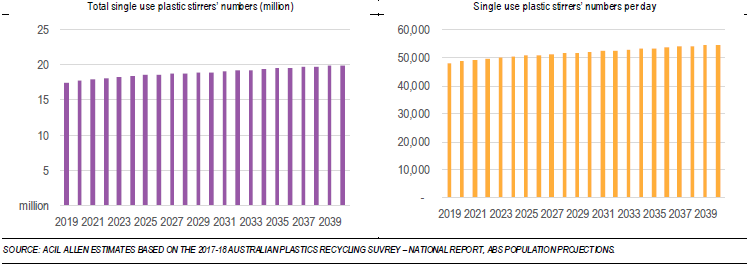 Total single use plastic stirrers' numbers (million)
25
20
15
10
5
million
2019 2021 2023 2025 2027 2029 2031 2033 2035 2037 2039
Single use plastic stirrers' numbers per day
60,000
50,000
40,000
30,000
20,000
10,000
-
2019 2021 2023 2025 2027 2029 2031 2033 2035 2037 2039
SOURCE: ACIL ALLEN ESTIMATES BASED ON THE 2017-18 AUSTRALIAN PLASTICS RECYCLING SUVREY – NATIONAL REPORT, ABS POPULATION PROJECTIONS.